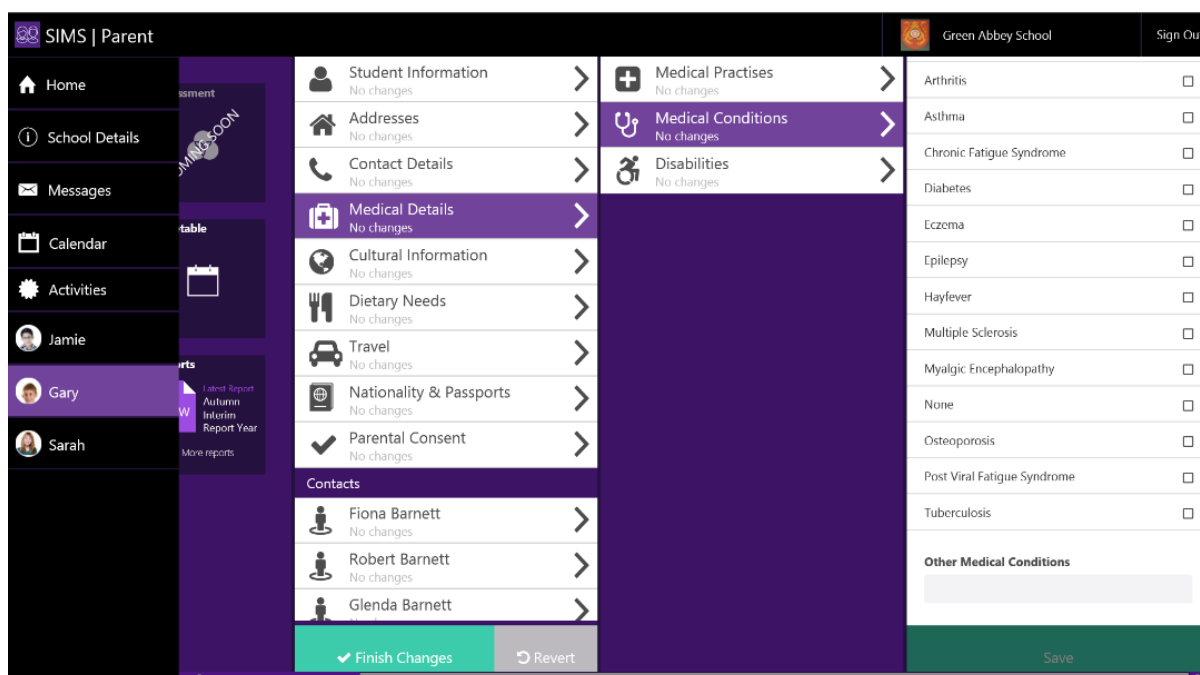 SIMS | Parent
Green Abbey School
Sign Ou
Home
School Details
Messages
Calendar
Activities
Jamie
Gary
Sarah
ssment
OMING SOON
table
rts
Latest Report
Autumn
Interim
Report Year
W
More reports
Student Information
No changes
Addresses
No changes
Contact Details
No changes
Medical Details
No changes
Cultural Information
No changes
Dietary Needs
No changes
Travel
No changes
Nationality & Passports
No changes
Parental Consent
No changes
Contacts
Fiona Barnett
No changes
Robert Barnett
No changes
Glenda Barnett
Finish Changes
Revert
Medical Practises
No changes
Medical Conditions
No changes
Disabilities
No changes
Arthritis
Asthma
Chronic Fatigue Syndrome
Diabetes
Eczema
Epilepsy
Hayfever
Multiple Sclerosis
Myalgic Encephalopathy
None
Osteoporosis
Post Viral Fatigue Syndrome
Tuberculosis
Other Medical Conditions
Save